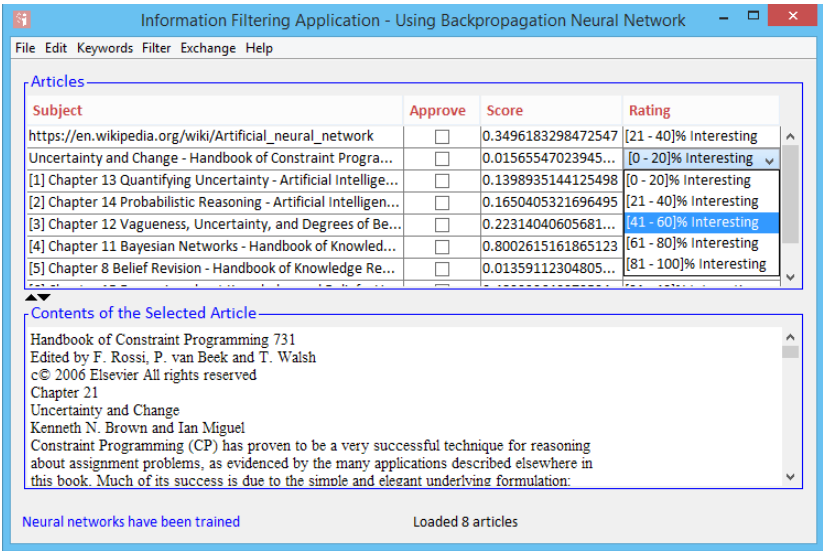 Information Filtering Application - Using Backpropagation Neural Network
File Edit Keywords Filter Exchange Help
Articles
Subject Approve Score Rating
https://en.wikipedia.org/wiki/Artificial_neural_network 0.3496183298472547 [21 - 40]% Interesting
Uncertainty and Change - Handbook of Constraint Progra... 0.01565547023945... [0 - 20]% Interesting
[1] Chapter 13 Quantifying Uncertainty - Artificial Intellige... 0.1398935144125498 [0 - 20]% Interesting
[2] Chapter 14 Probabilistic Reasoning - Artificial Intelligen... 0.1650405321696495 [21 - 40]% Interesting
[3] Chapter 12 Vagueness, Uncertainty, and Degrees of Be... 0.22314040605681... [41 - 60]% Interesting
[4] Chapter 11 Bayesian Networks - Handbook of Knowled... 0.8002615161865123 [61 - 80]% Interesting
[5] Chapter 8 Belief Revision - Handbook of Knowledge Re... 0.01359112304805... [81 - 100]% Interesting
Contents of the Selected Article
Handbook of Constraint Programming 731
Edited by F. Rossi, P. van Beek and T. Walsh
c© 2006 Elsevier All rights reserved
Chapter 21
Uncertainty and Change
Kenneth N. Brown and Ian Miguel
Constraint Programming (CP) has proven to be a very successful technique for reasoning
about assignment problems, as evidenced by the many applications described elsewhere in
this book. Much of its success is due to the simple and elegant underlying formulation:
Neural networks have been trained Loaded 8 articles